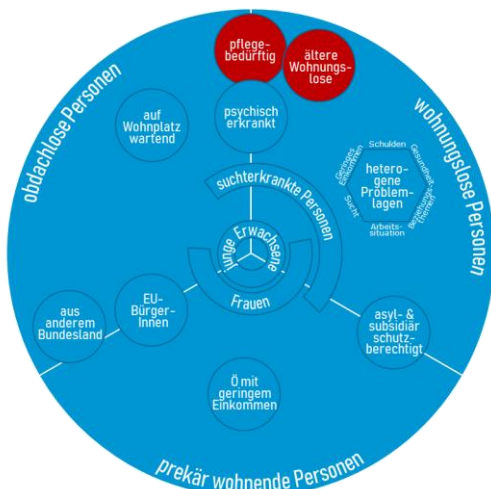 pflege-
bedürftig
ältere
Wohnungs-
lose
obdachlose Personen
auf
Wohnplatz
wartend
psychisch
erkrankt
wohnungslose Personen
Schulden
Geringes
Einkommen
Gesundheit
Sucht
Beziehungs-
themen
Arbeits-
situation
hetero-
gene
Problem-
lagen
suchterkrankte Personen
junge Erwachsene
Frauen
aus
anderem
Bundesland
EU-
Bürger-
Innen
asyl- &
subsidiär
schutz-
berechtigt
Ö mit
geringem
Einkommen
prekär wohnende Personen